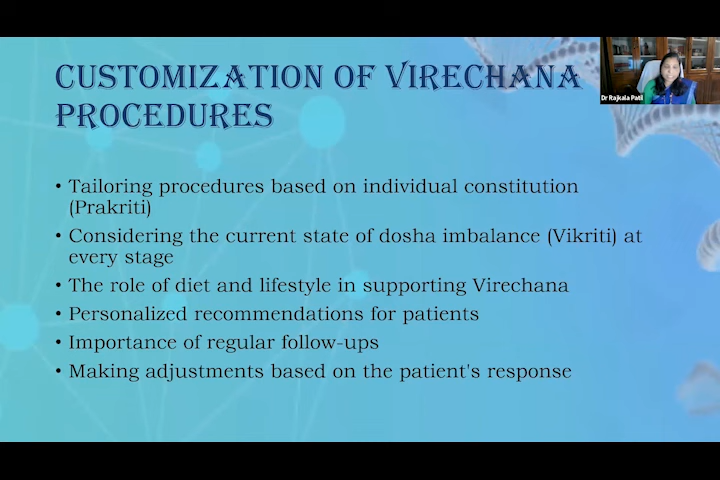 CUSTOMIZATION OF VIRECHANA
PROCEDURES
Dr Rajkala Patil
• Tailoring procedures based on individual constitution
(Prakriti)
• Considering the current state of dosha imbalance (Vikriti) at
every stage
• The role of diet and lifestyle in supporting Virechana
• Personalized recommendations for patients
• Importance of regular follow-ups
• Making adjustments based on the patient's response